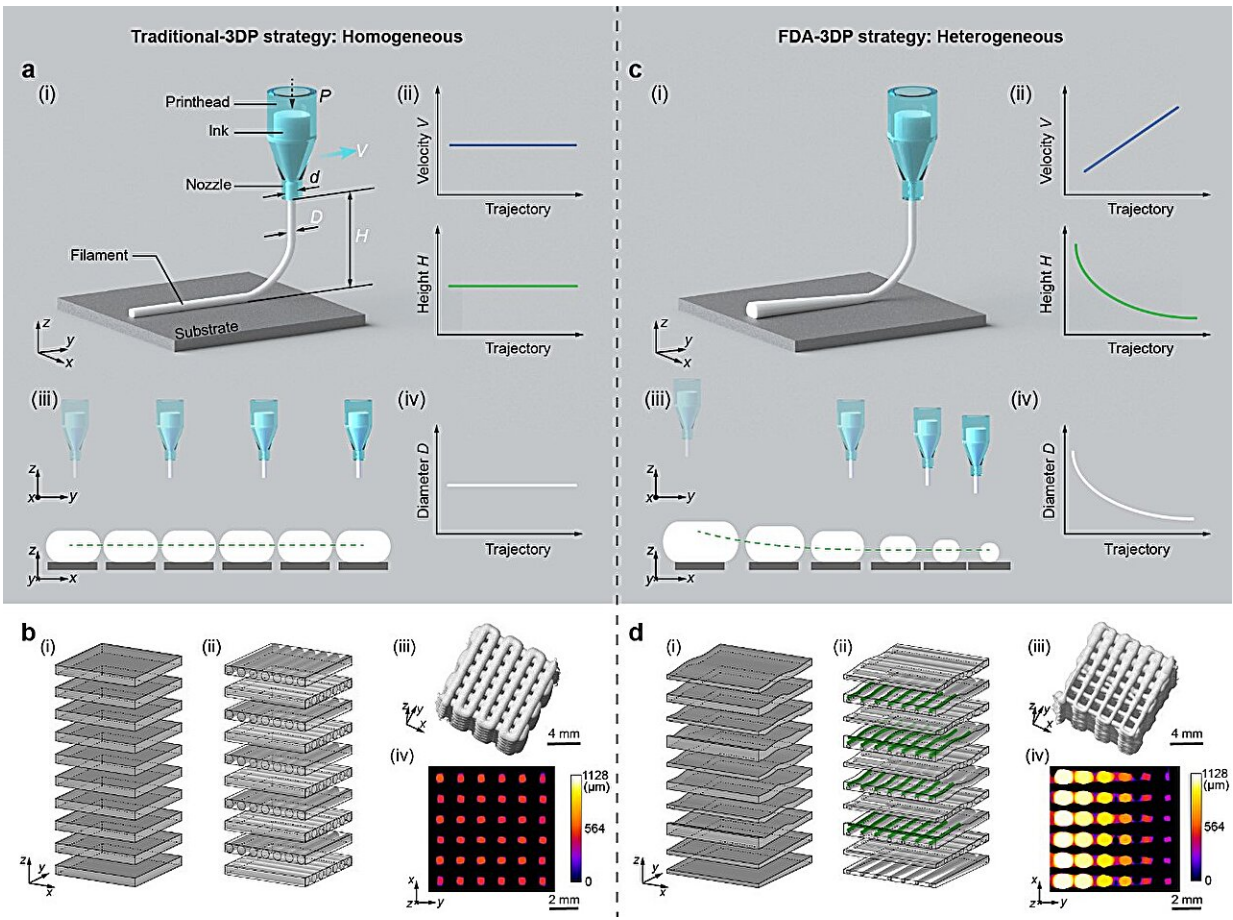 Traditional-3DP strategy: Homogeneous
a
(i)
Printhead
P
Ink
V
Nozzle
d
D
H
Filament
Substrate
z
y
x
(ii)
Velocity V
Trajectory
Height H
Trajectory
(iii)
z
x
y
z
y
x
(iv)
Diameter D
Trajectory
b
(i)
z
y
x
(ii)
(iii)
y
x
4 mm
(iv)
1128
(µm)
564
0
x
y
2 mm
FDA-3DP strategy: Heterogeneous
c
(i)
z
y
x
(ii)
Velocity V
Trajectory
Height H
Trajectory
(iii)
z
x
y
z
y
x
(iv)
Diameter D
Trajectory
d
(i)
z
y
x
(ii)
(iii)
y
x
4 mm
(iv)
1128
(µm)
564
0
x
y
2 mm